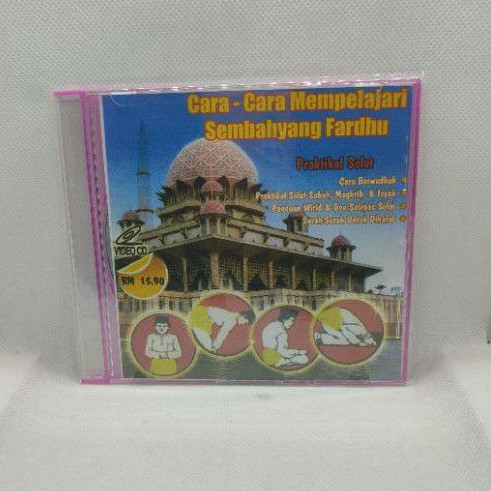 Cara - Cara Mempelajari
Sembahyang Fardhu
Praktikal Solat
Cara Berwudhuk
Praktikal Solat Subuh, Maghrib, & Isyak
Panduan Wirid & Doa Selepas Solat
Surah-Surah Untuk Dihafal
VIDEO CD
RM 15.90